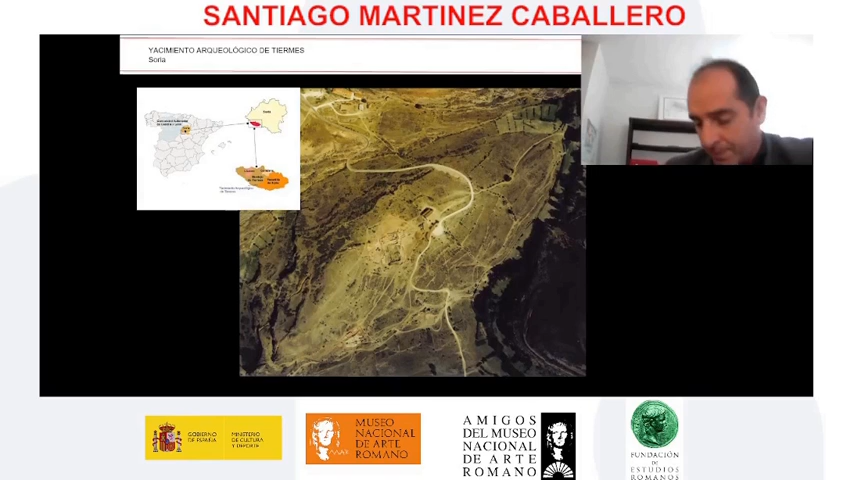 SANTIAGO MARTINEZ CABALLERO
YACIMIENTO ARQUEOLÓGICO DE TIERMES
Soria
GOBIERNO
DE ESPAÑA
MINISTERIO
DE CULTURA
Y DEPORTE
MUSEO
NACIONAL
DE ARTE
ROMANO
AMIGOS
DEL MUSEO
NACIONAL
DE ARTE
ROMANO
FUNDACIÓN
DE
ESTUDIOS
ROMANOS